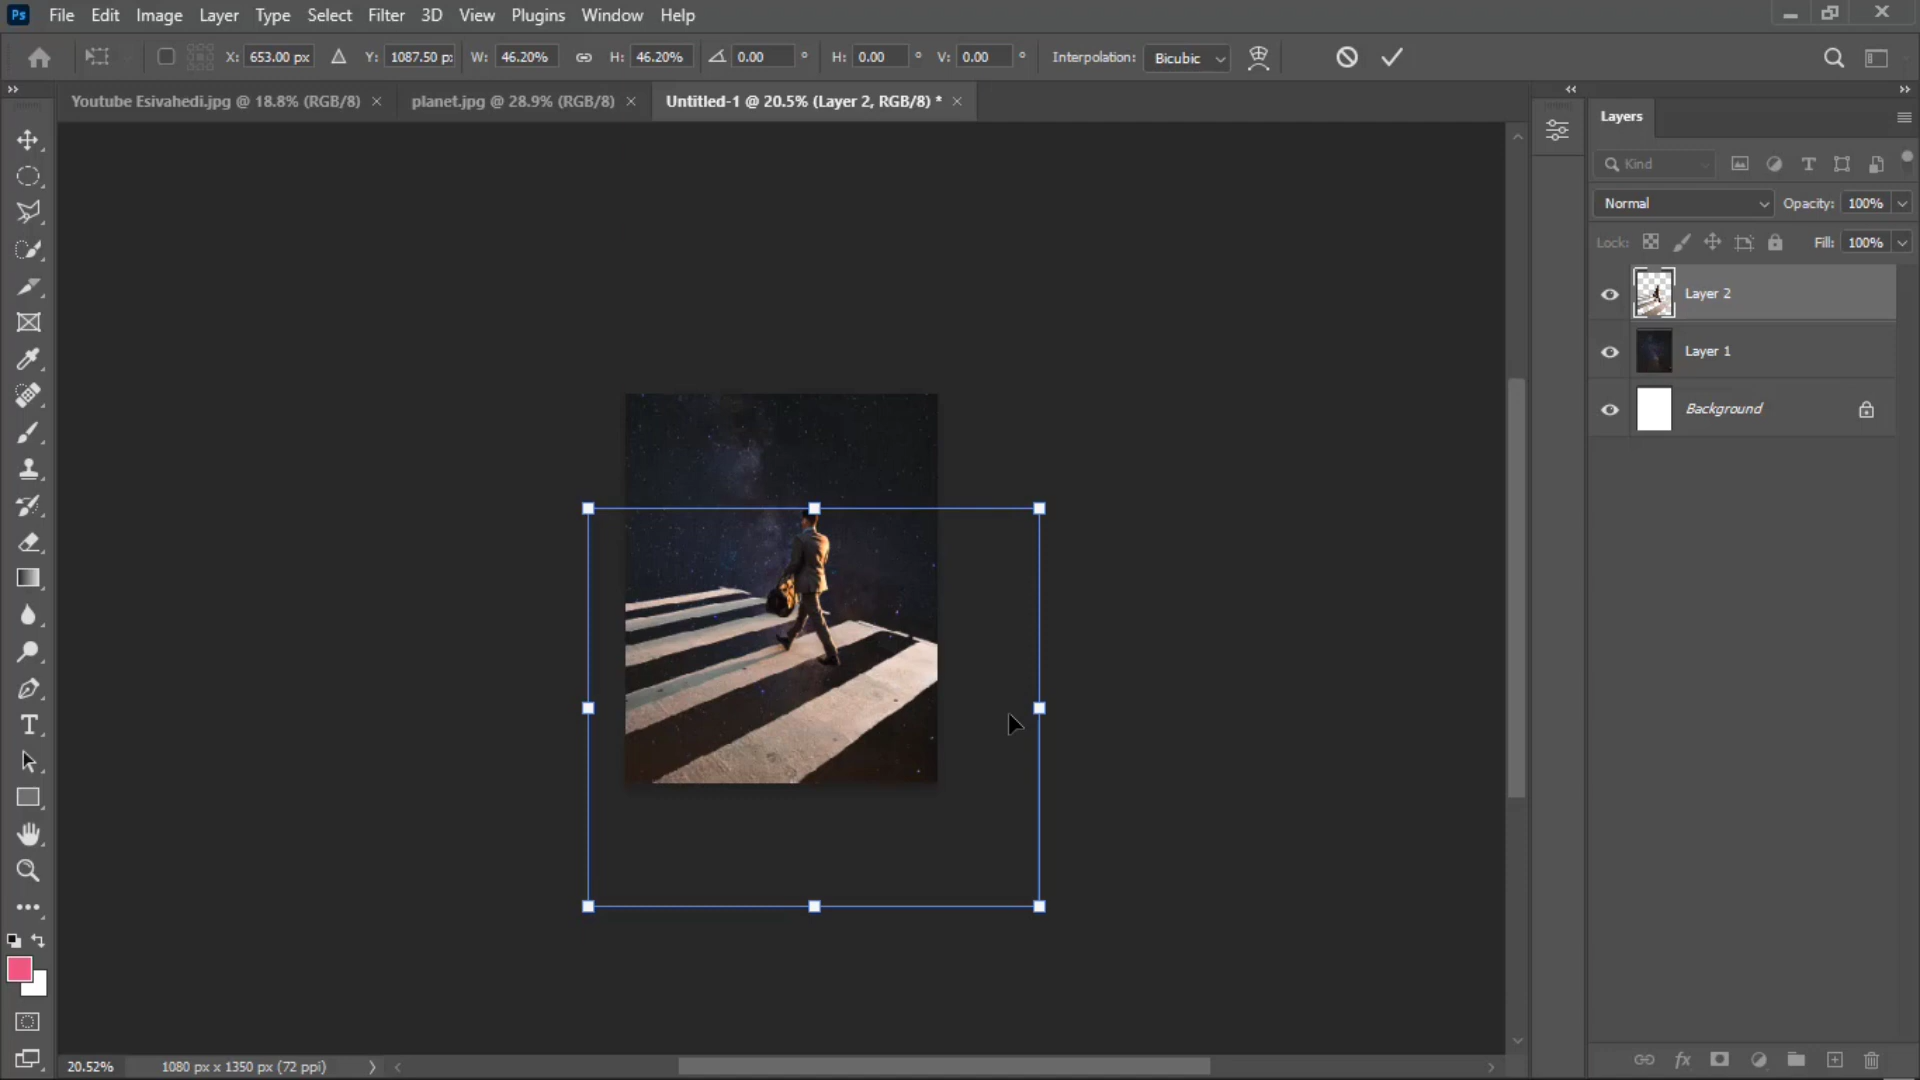 Ps File Edit Image Layer Type Select Filter 3D View Plugins Window Help
X: 653.00 px Y: 1087.50 px W: 46.20% H: 46.20% 0.00 ° H: 0.00 ° V: 0.00 ° Interpolation: Bicubic
Youtube Esivahedi.jpg @ 18.8% (RGB/8) × planet.jpg @ 28.9% (RGB/8) × Untitled-1 @ 20.5% (Layer 2, RGB/8) * ×
Layers
Kind
Normal Opacity: 100%
Lock: Fill: 100%
Layer 2
Layer 1
Background
T
fx
20.52% 1080 px x 1350 px (72 ppi)